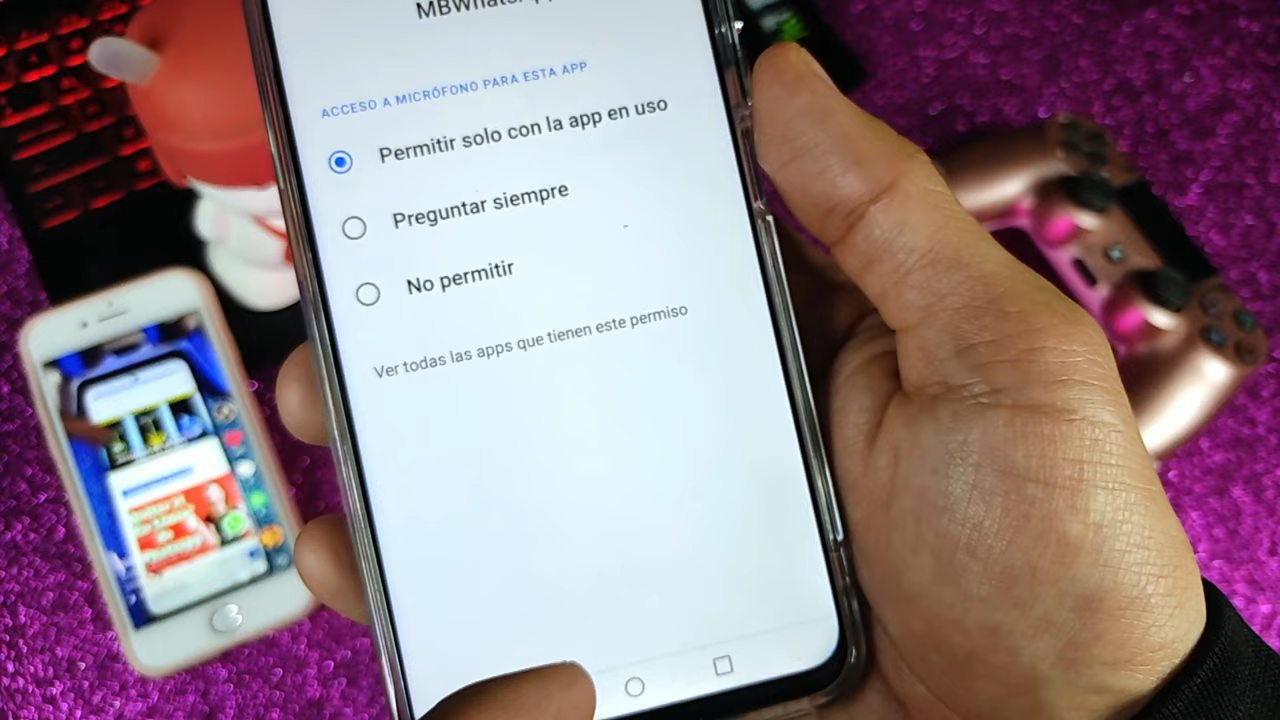 MBWhatsApp
ACCESO A MICRÓFONO PARA ESTA APP
Permitir solo con la app en uso
Preguntar siempre
No permitir
Ver todas las apps que tienen este permiso